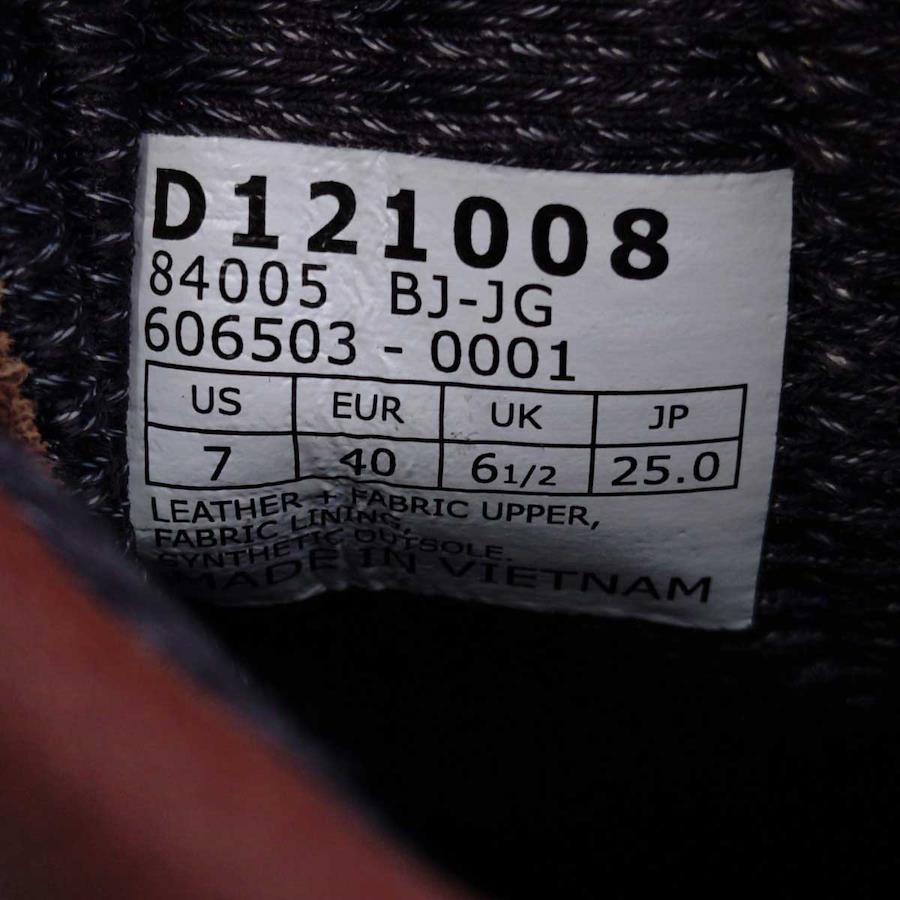 D121008
84005 BJ-JG
606503 - 0001
US EUR UK JP
7 40 6 1/2 25.0
LEATHER + FABRIC UPPER,
FABRIC LINING,
SYNTHETIC OUTSOLE.
MADE IN VIETNAM